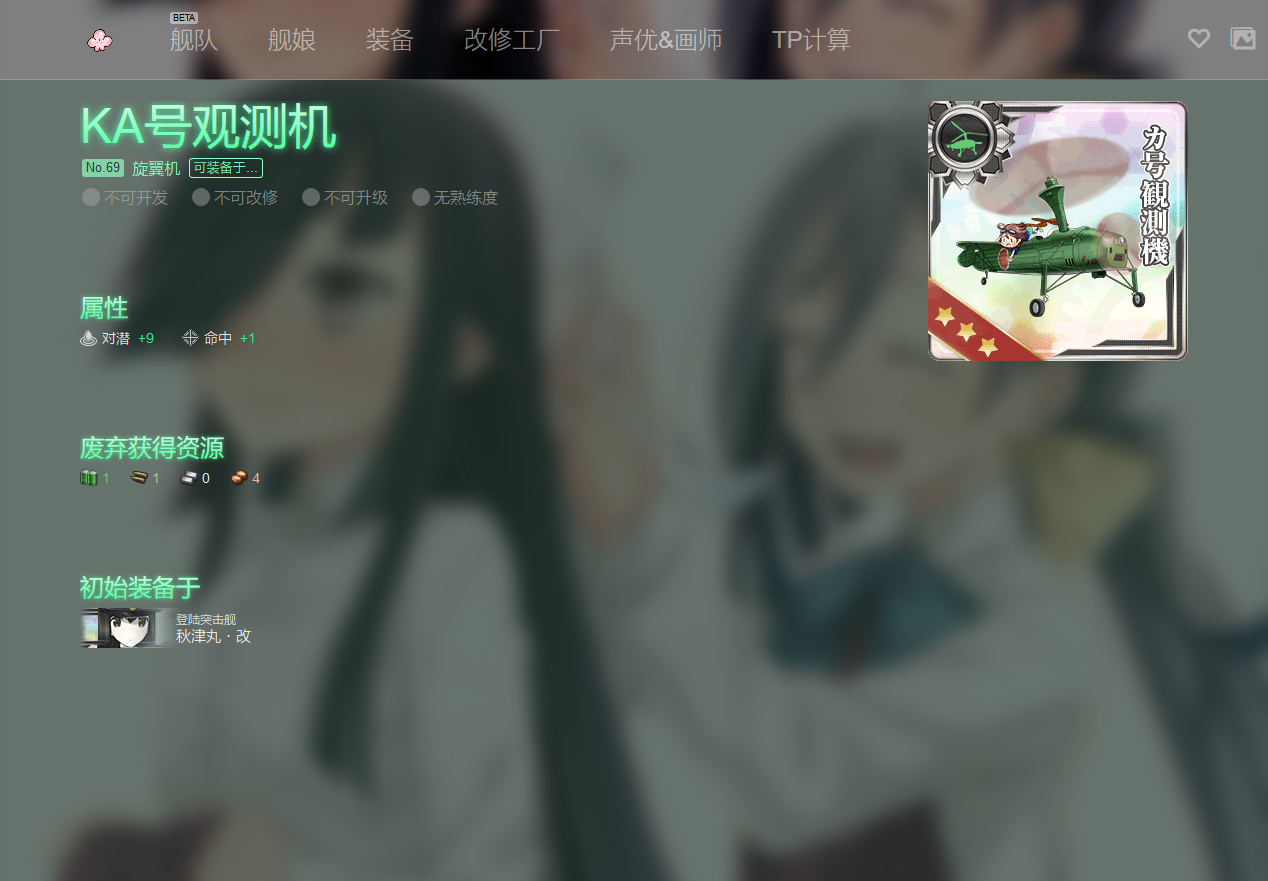 BETA
舰队 舰娘 装备 改修工厂 声优&画师 TP计算
KA号观测机
No.69 旋翼机 可装备于...
不可开发 不可改修 不可升级 无熟练度
カ号観測機
属性
对潜 +9 命中 +1
废弃获得资源
1 1 0 4
初始装备于
登陆突击舰
秋津丸 · 改